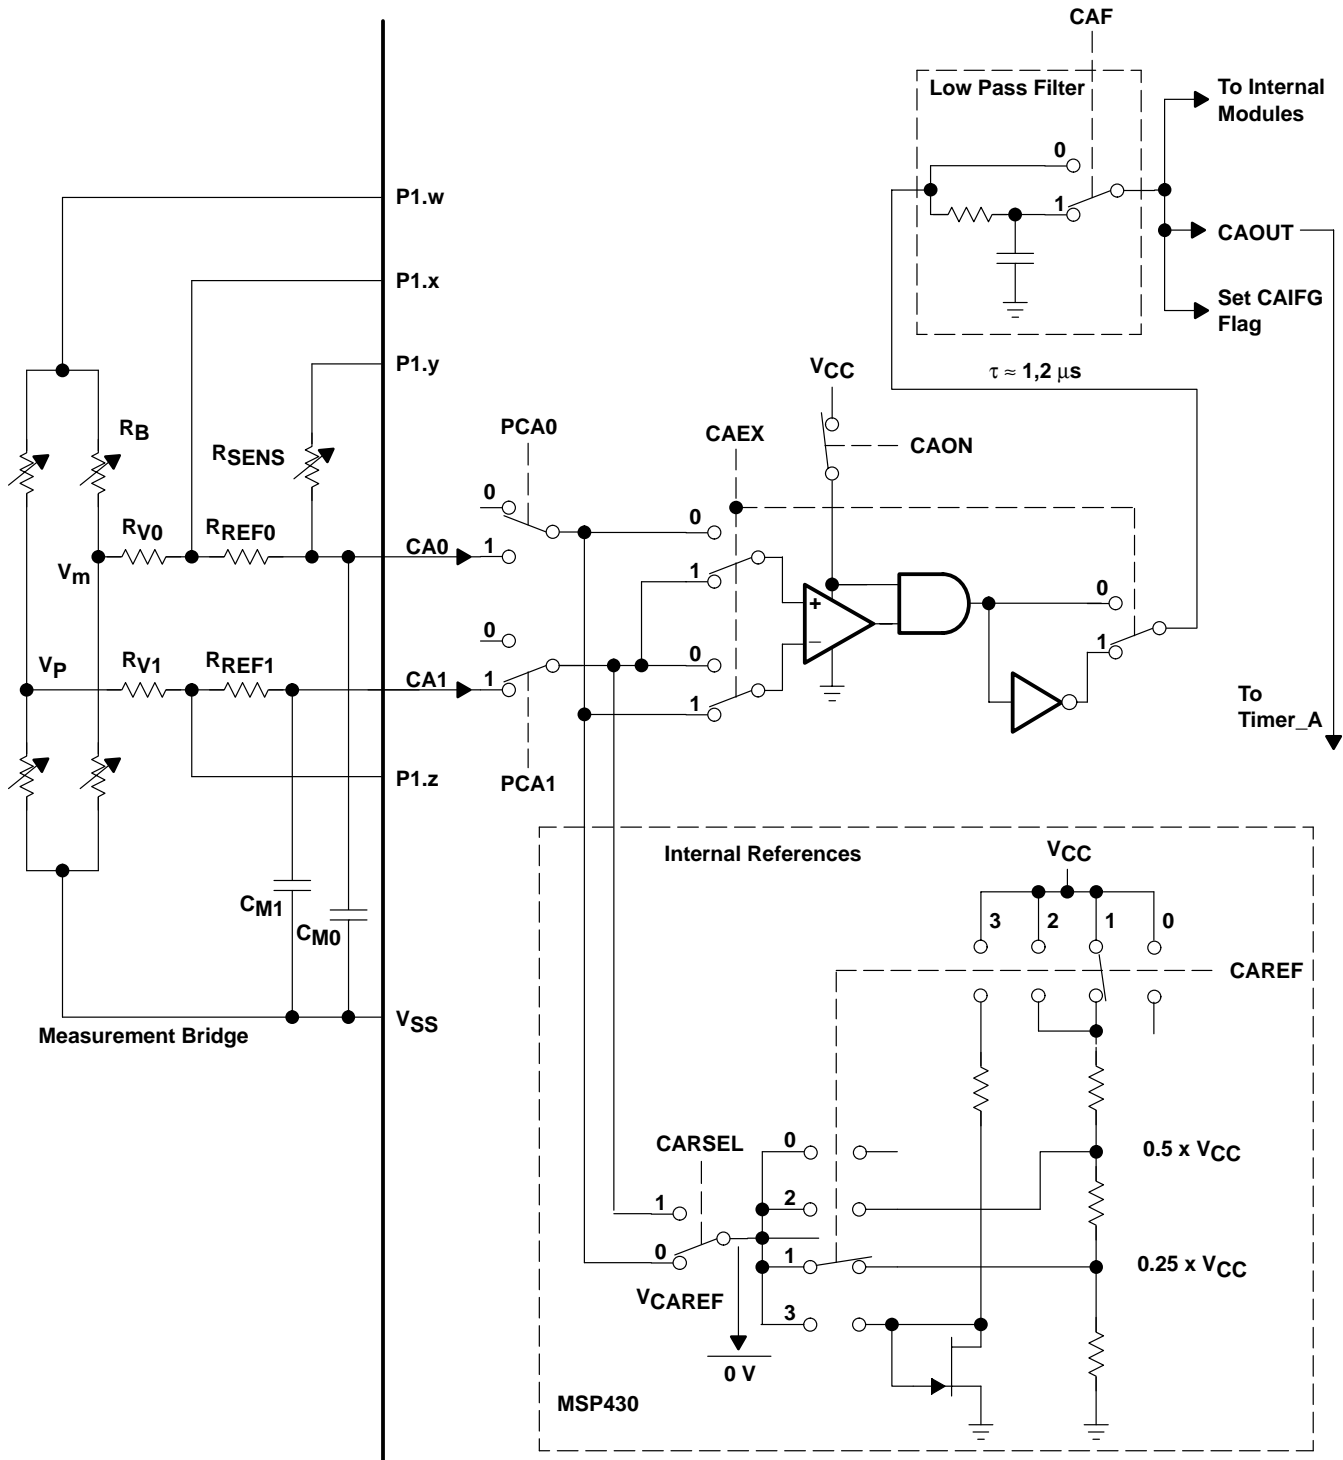 CAF
Low Pass Filter
To Internal
Modules
0
1
CAOUT
Set CAIFG
Flag
τ ≈ 1,2 μs
P1.w
P1.x
P1.y
RB
RSENS
RV0
RREF0
Vm
CA0
VP
RV1
RREF1
CA1
P1.z
CM1
CM0
VSS
Measurement Bridge
PCA0
0
1
0
1
PCA1
CAEX
0
1
0
1
VCC
CAON
+
–
0
1
To
Timer_A
Internal References
VCC
3
2
1
0
CAREF
CARSEL
1
0
VCAREF
0 V
0
2
1
3
0.5 x VCC
0.25 x VCC
MSP430